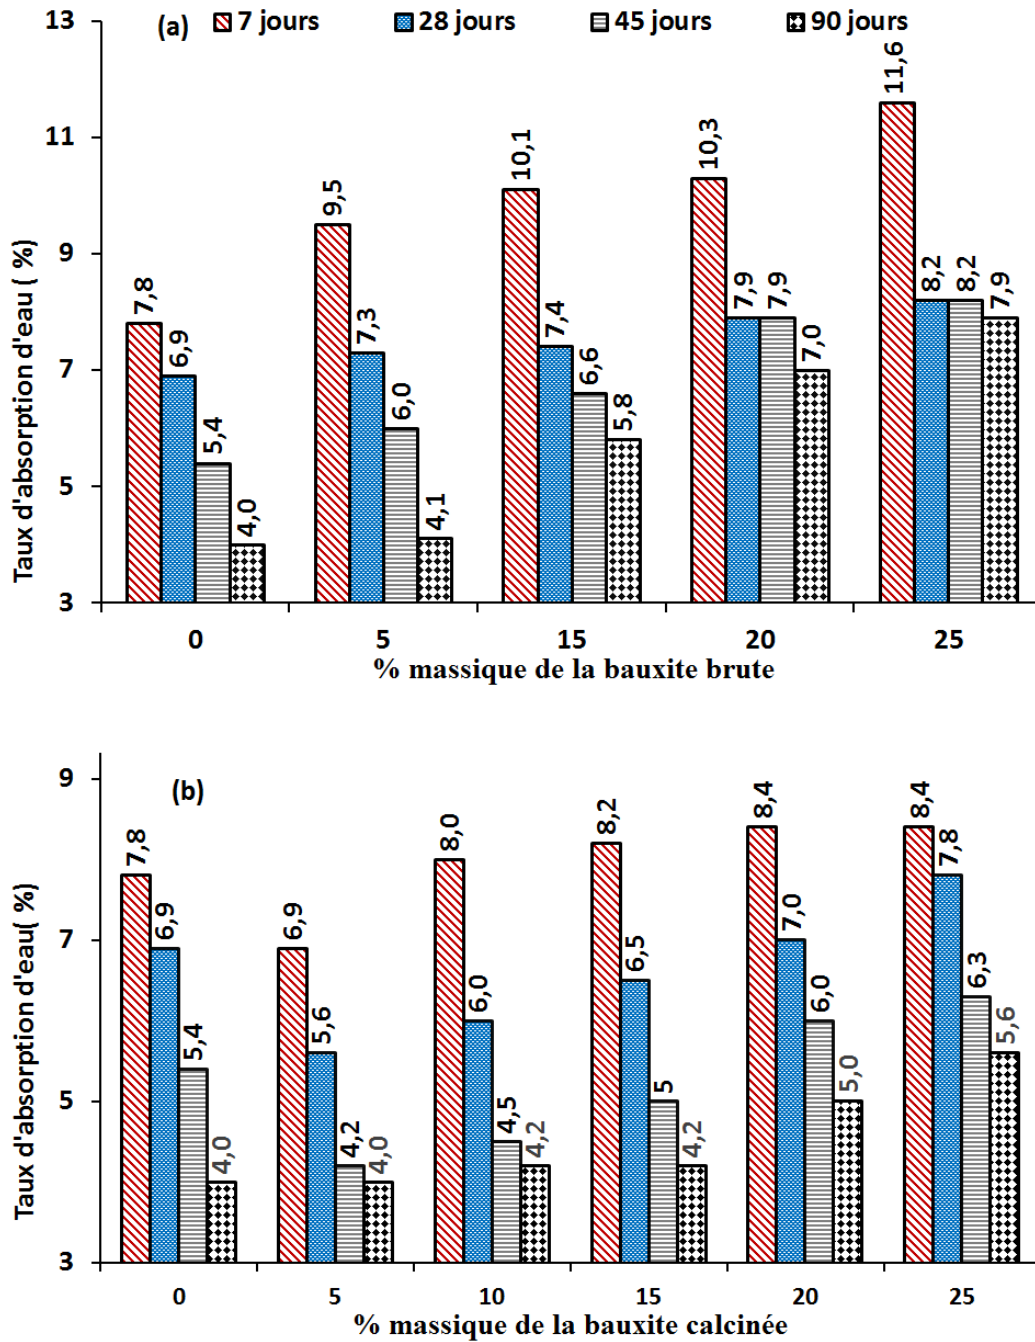 (a) 7 jours 28 jours 45 jours 90 jours
Taux d'absorption d'eau ( %)
13
11
9
7
5
3
7,8 6,9 5,4 4,0
9,5 7,3 6,0 4,1
10,1 7,4 6,6 5,8
10,3 7,9 7,9 7,0
11,6 8,2 8,2 7,9
0 5 15 20 25
% massique de la bauxite brute
(b)
Taux d'absorption d'eau( %)
9
7
5
3
7,8 6,9 5,4 4,0
6,9 5,6 4,2 4,0
8,0 6,0 4,5 4,2
8,2 6,5 5 4,2
8,4 7,0 6,0 5,0
8,4 7,8 6,3 5,6
0 5 10 15 20 25
% massique de la bauxite calcinée